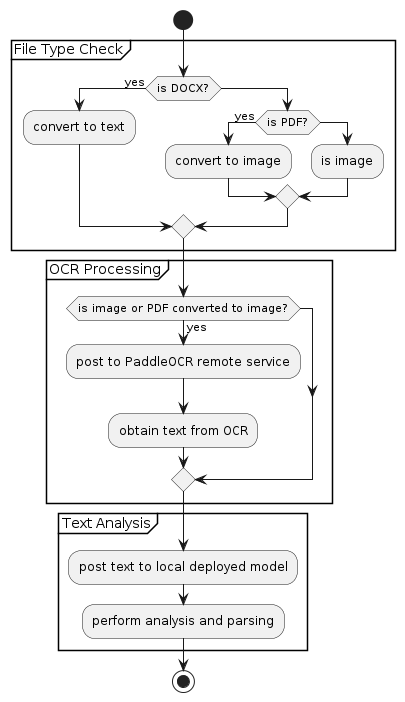 File Type Check
yes
is DOCX?
convert to text
yes
is PDF?
convert to image
is image
OCR Processing
is image or PDF converted to image?
yes
post to PaddleOCR remote service
obtain text from OCR
Text Analysis
post text to local deployed model
perform analysis and parsing